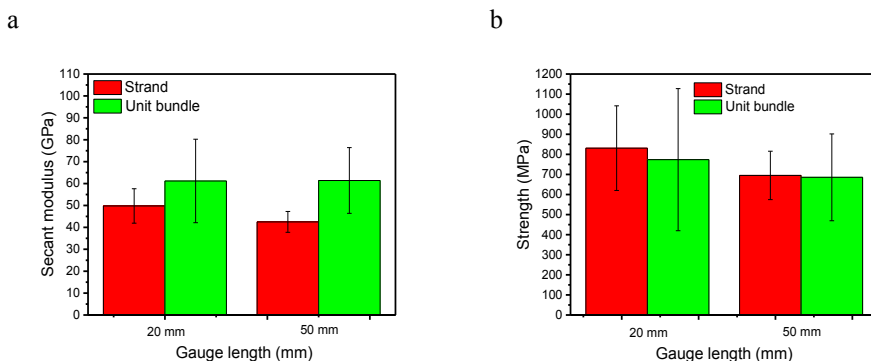 a
Secant modulus (GPa)
110
100
90
80
70
60
50
40
30
20
10
0
Strand
Unit bundle
20 mm
50 mm
Gauge length (mm)
b
Strength (MPa)
1200
1100
1000
900
800
700
600
500
400
300
200
100
0
Strand
Unit bundle
20 mm
50 mm
Gauge length (mm)